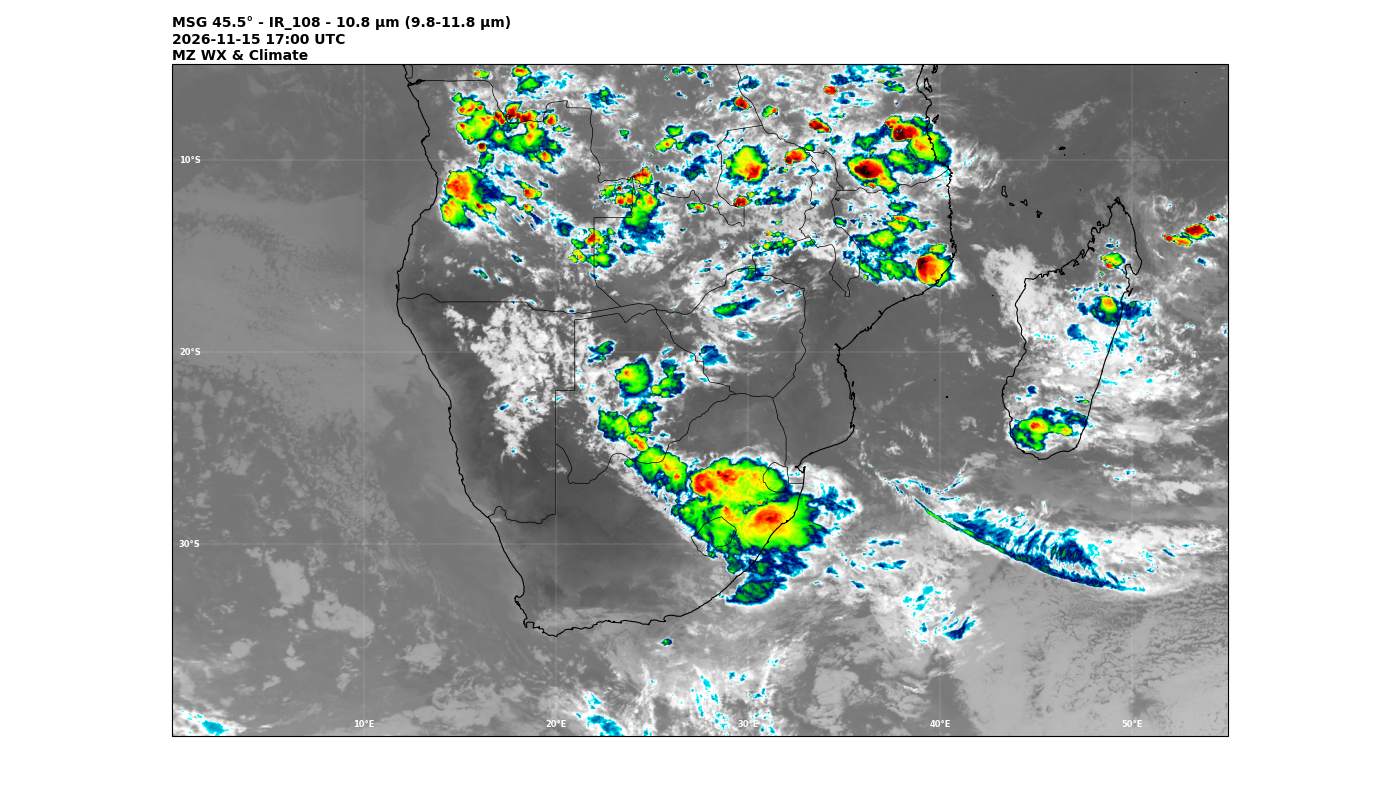 MSG 45.5° - IR_108 - 10.8 µm (9.8-11.8 µm)
2026-11-15 17:00 UTC
MZ WX & Climate
10°S
20°S
30°S
10°E
20°E
30°E
40°E
50°E